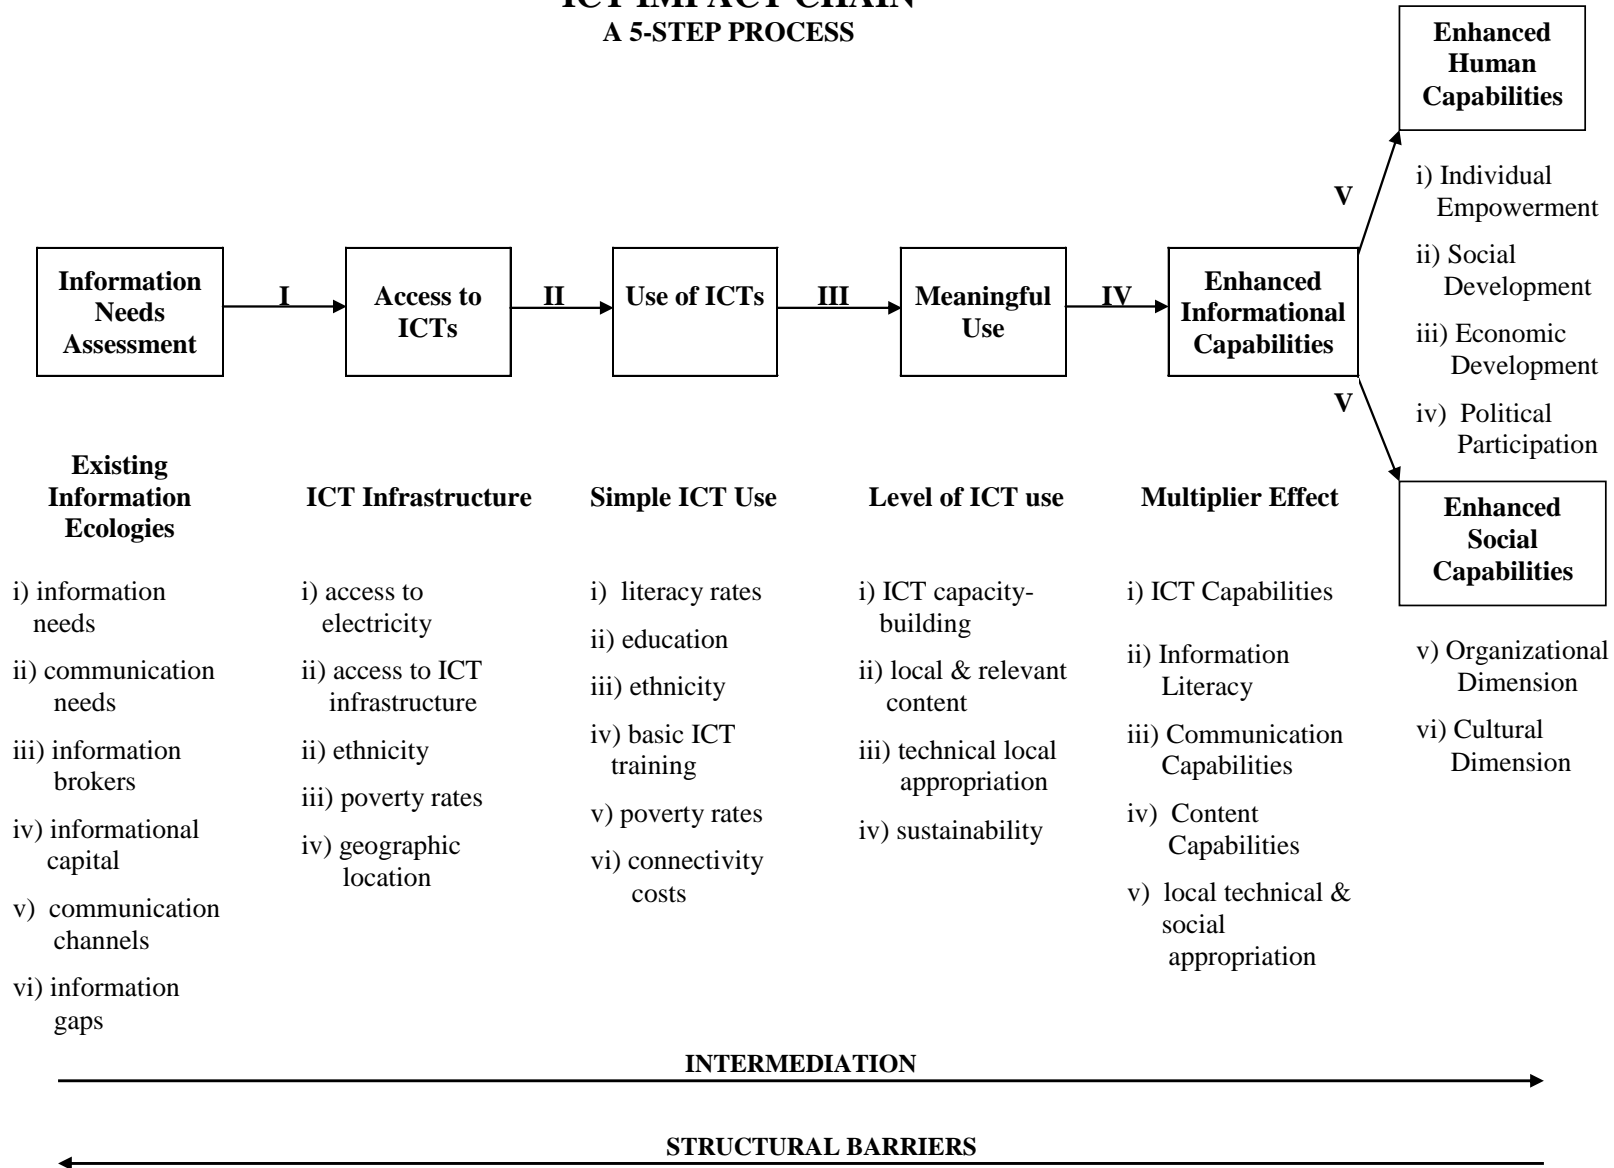 ICT IMPACT CHAIN
A 5-STEP PROCESS
Enhanced
Human
Capabilities
i) Individual
Empowerment
ii) Social
Development
iii) Economic
Development
iv) Political
Participation
V
V
Information
Needs
Assessment
I
Access to
ICTs
II
Use of ICTs
III
Meaningful
Use
IV
Enhanced
Informational
Capabilities
Existing
Information
Ecologies
i) information
needs
ii) communication
needs
iii) information
brokers
iv) informational
capital
v) communication
channels
vi) information
gaps
ICT Infrastructure
i) access to
electricity
ii) access to ICT
infrastructure
ii) ethnicity
iii) poverty rates
iv) geographic
location
Simple ICT Use
i) literacy rates
ii) education
iii) ethnicity
iv) basic ICT
training
v) poverty rates
vi) connectivity
costs
Level of ICT use
i) ICT capacity-
building
ii) local & relevant
content
iii) technical local
appropriation
iv) sustainability
Multiplier Effect
i) ICT Capabilities
ii) Information
Literacy
iii) Communication
Capabilities
iv) Content
Capabilities
v) local technical &
social
appropriation
Enhanced
Social
Capabilities
v) Organizational
Dimension
vi) Cultural
Dimension
INTERMEDIATION
STRUCTURAL BARRIERS